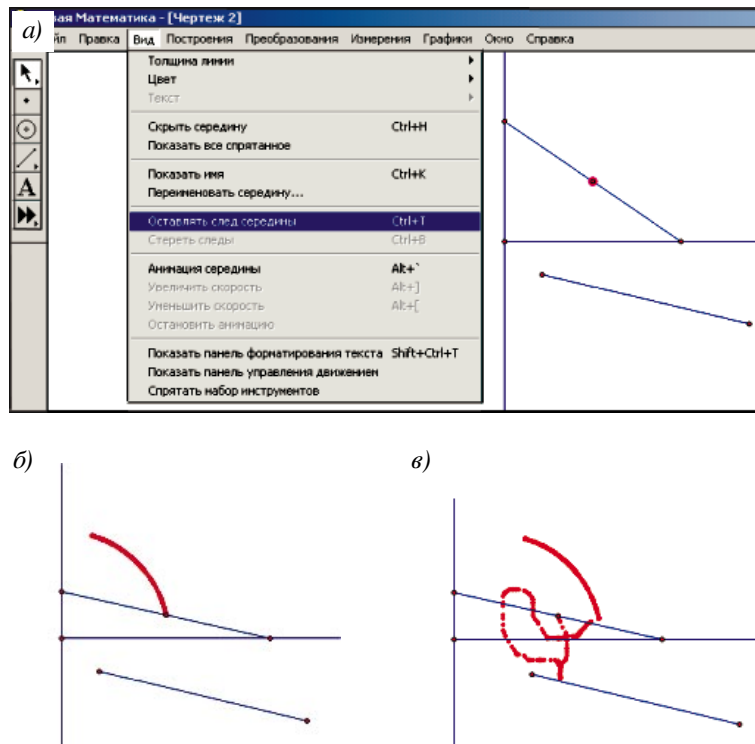 а)
вая Математика - [Чертеж 2]
йл Правка Вид Построения Преобразования Измерения Графики Окно Справка
Толщина линии
Цвет
Текст
Скрыть середину Ctrl+H
Показать все спрятанное
Показать имя Ctrl+K
Переименовать середину...
Оставлять след середины Ctrl+T
Стереть следы Ctrl+B
Анимация середины Alt+`
Увеличить скорость Alt+]
Уменьшить скорость Alt+[
Остановить анимацию
Показать панель форматирования текста Shift+Ctrl+T
Показать панель управления движением
Спрятать набор инструментов
A
б) в)